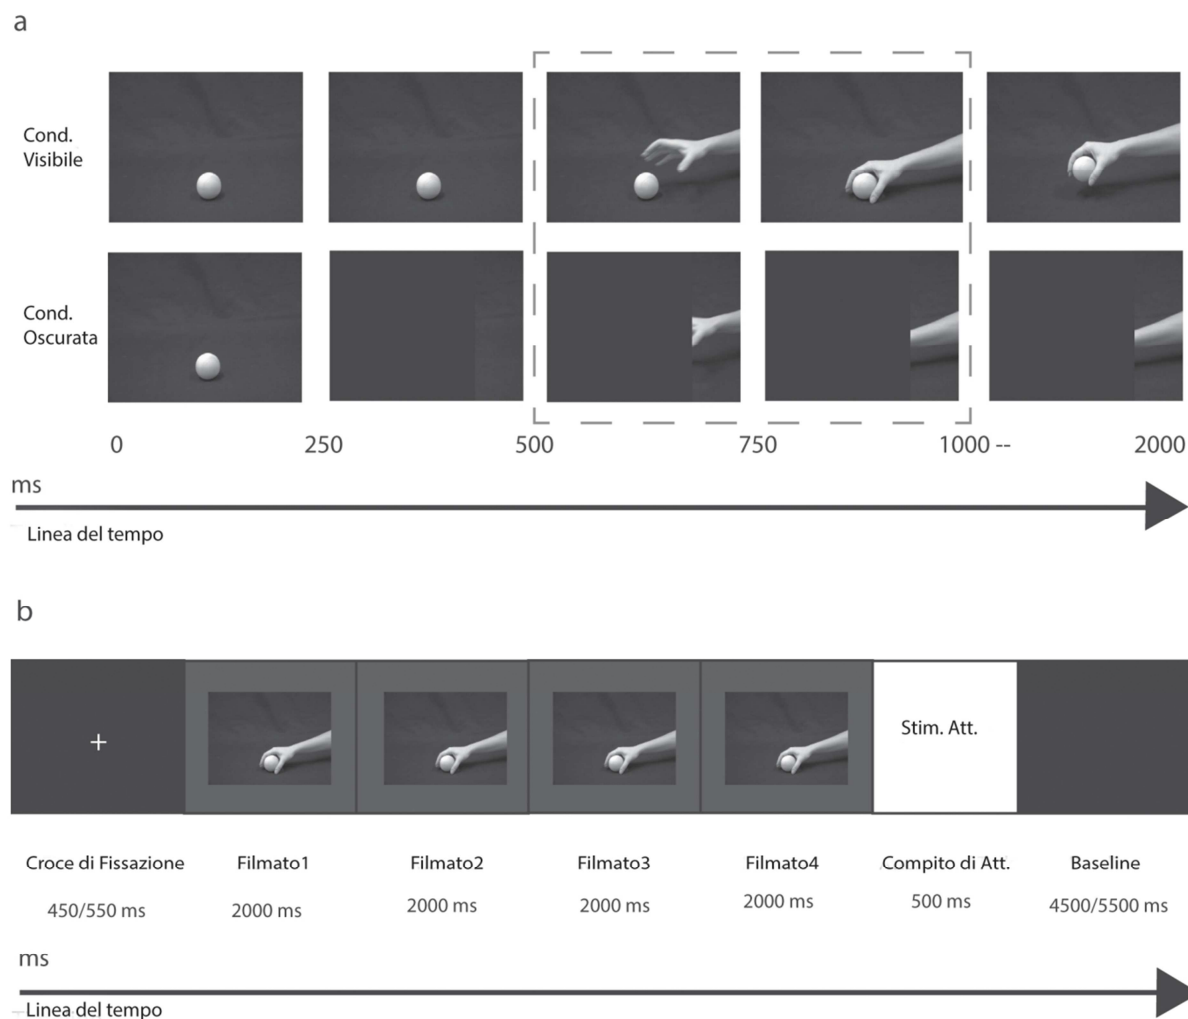 a
Cond.
Visibile
Cond.
Oscurata
0 250 500 750 1000 -- 2000
ms
Linea del tempo
b
+
Stim. Att.
Croce di Fissazione Filmato1 Filmato2 Filmato3 Filmato4 Compito di Att. Baseline
450/550 ms 2000 ms 2000 ms 2000 ms 2000 ms 500 ms 4500/5500 ms
ms
Linea del tempo